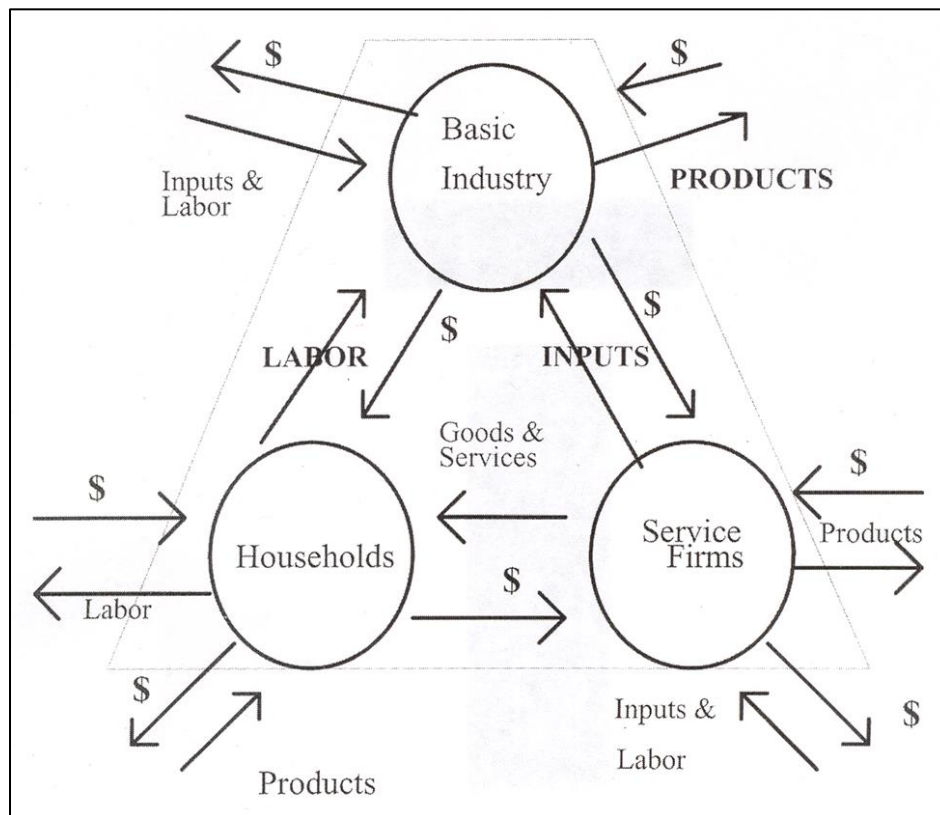 $
$
Basic
Industry
Inputs &
Labor
PRODUCTS
$
$
LABOR
INPUTS
Goods &
Services
$
$
Households
Service
Firms
Products
$
Labor
$
$
Inputs &
Labor
Products